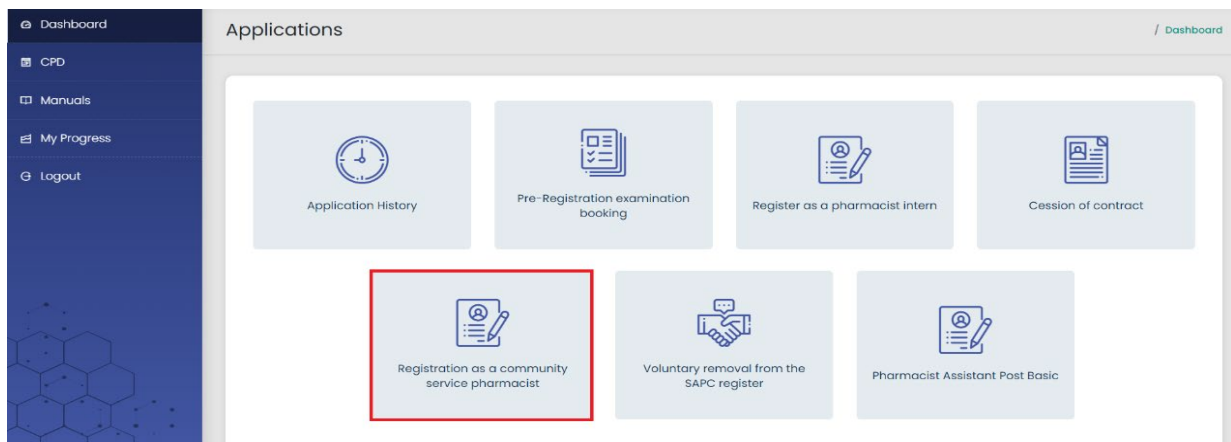 Dashboard
CPD
Manuals
My Progress
Logout
Applications
/ Dashboard
Application History
Pre-Registration examination
booking
Register as a pharmacist intern
Cession of contract
Registration as a community
service pharmacist
Voluntary removal from the
SAPC register
Pharmacist Assistant Post Basic